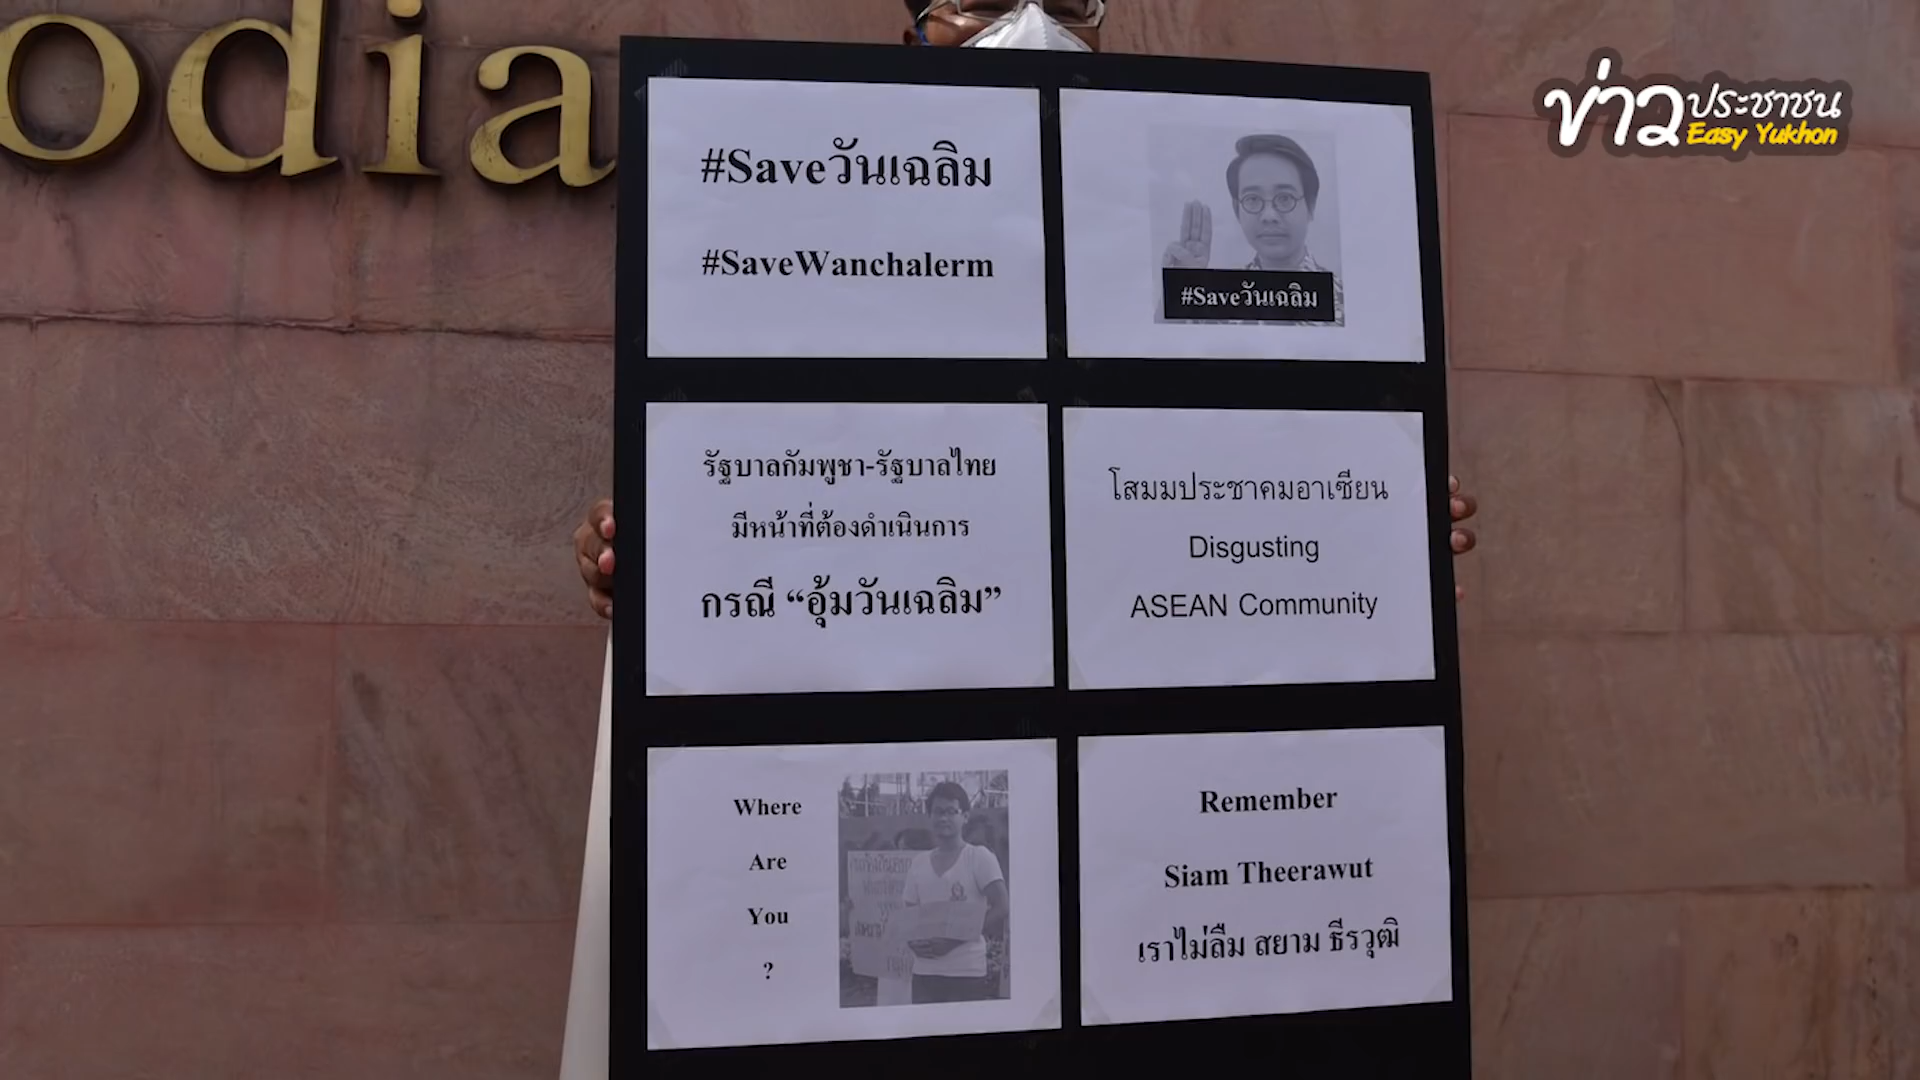 odia
ข่าวประชาชน
Easy Yukhon
#Saveวันเฉลิม
#SaveWanchalerm
#Saveวันเฉลิม
รัฐบาลกัมพูชา-รัฐบาลไทย
มีหน้าที่ต้องดำเนินการ
กรณี “อุ้มวันเฉลิม”
โสมมประชาคมอาเซียน
Disgusting
ASEAN Community
Where
Are
You
?
Remember
Siam Theerawut
เราไม่ลืม สยาม ธีรวุฒิ